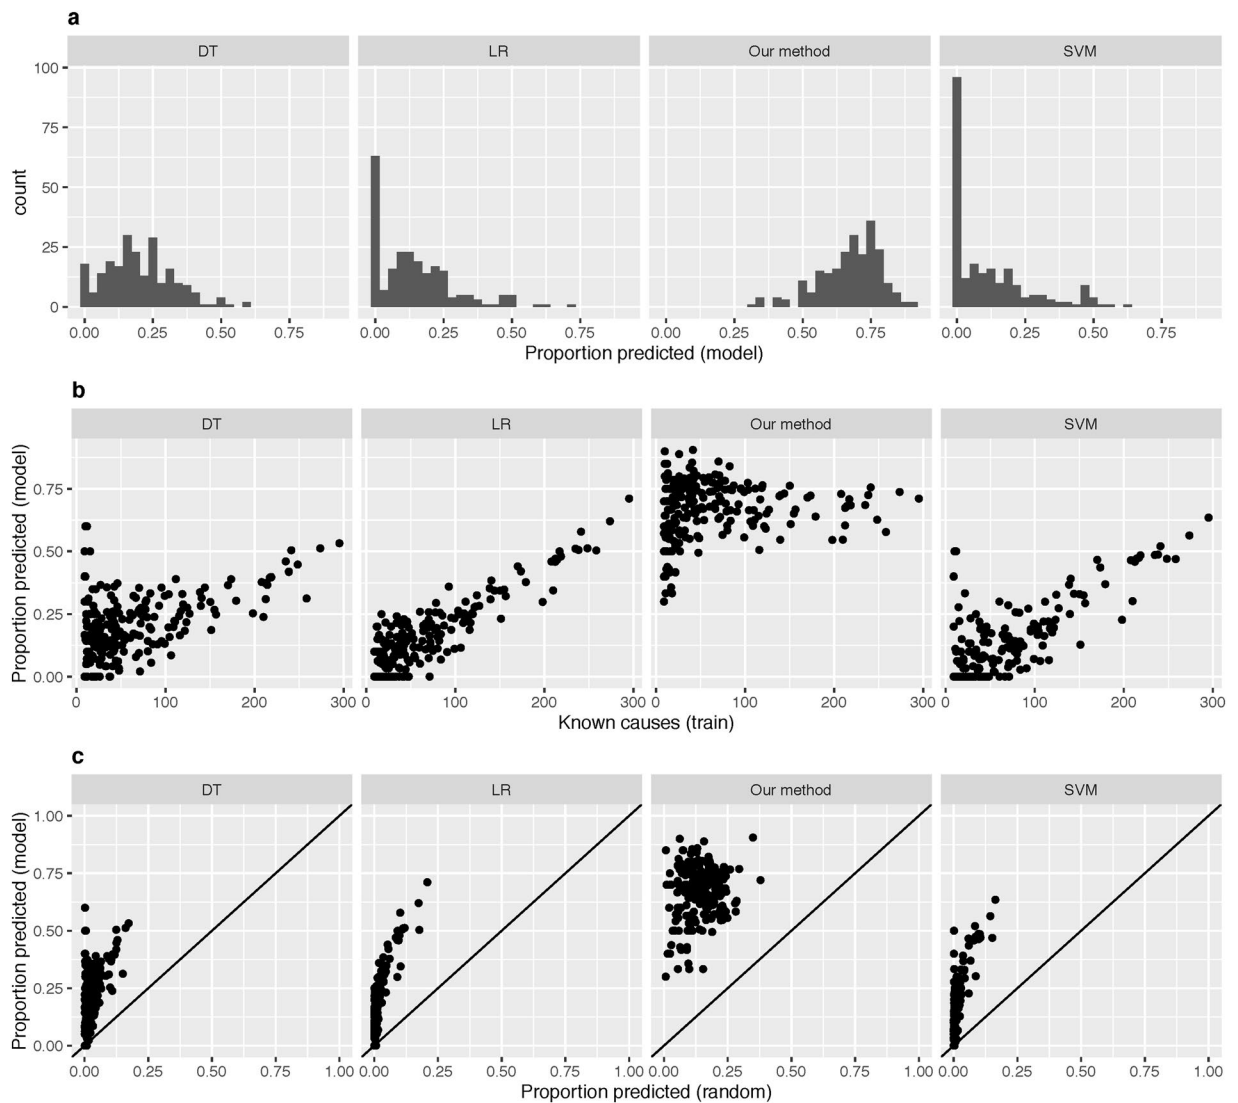 a
DT LR Our method SVM
100
75
50
25
0
count
0.00 0.25 0.50 0.75 0.00 0.25 0.50 0.75 0.00 0.25 0.50 0.75 0.00 0.25 0.50 0.75
Proportion predicted (model)
b
DT LR Our method SVM
0.75
0.50
0.25
0.00
Proportion predicted (model)
0 100 200 300 0 100 200 300 0 100 200 300 0 100 200 300
Known causes (train)
c
DT LR Our method SVM
1.00
0.75
0.50
0.25
0.00
Proportion predicted (model)
0.00 0.25 0.50 0.75 1.00 0.00 0.25 0.50 0.75 1.00 0.00 0.25 0.50 0.75 1.00 0.00 0.25 0.50 0.75 1.00
Proportion predicted (random)